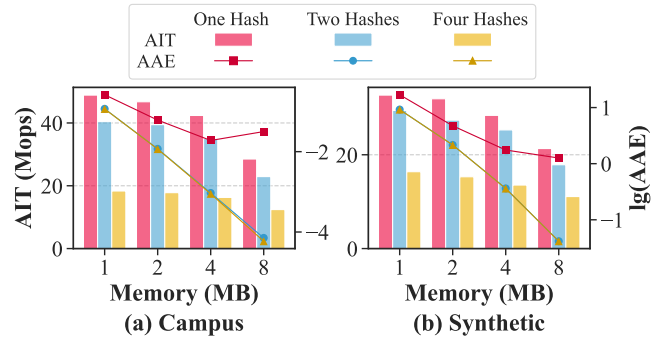 One Hash Two Hashes Four Hashes
AIT
AAE
AIT (Mops)
40
20
0
-2
-4
1 2 4 8
Memory (MB)
(a) Campus
20
0
1
0
-1
lg(AAE)
1 2 4 8
Memory (MB)
(b) Synthetic